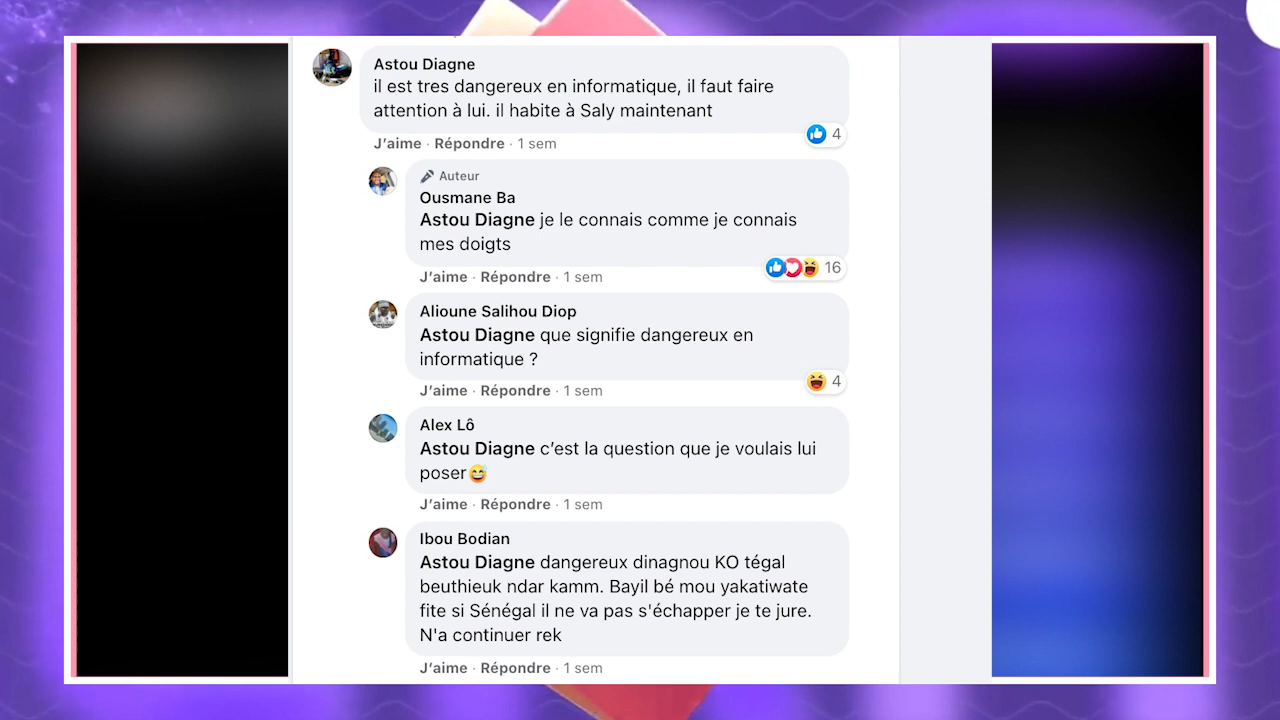 Astou Diagne
il est tres dangereux en informatique, il faut faire
attention à lui. il habite à Saly maintenant
4
J'aime · Répondre · 1 sem
Auteur
Ousmane Ba
Astou Diagne je le connais comme je connais
mes doigts
16
J'aime · Répondre · 1 sem
Alioune Salihou Diop
Astou Diagne que signifie dangereux en
informatique ?
4
J'aime · Répondre · 1 sem
Alex Lô
Astou Diagne c'est la question que je voulais lui
poser😅
J'aime · Répondre · 1 sem
Ibou Bodian
Astou Diagne dangereux dinagnou KO tégal
beuthieuk ndar kamm. Bayil bé mou yakatiwate
fite si Sénégal il ne va pas s'échapper je te jure.
N'a continuer rek
J'aime · Répondre · 1 sem